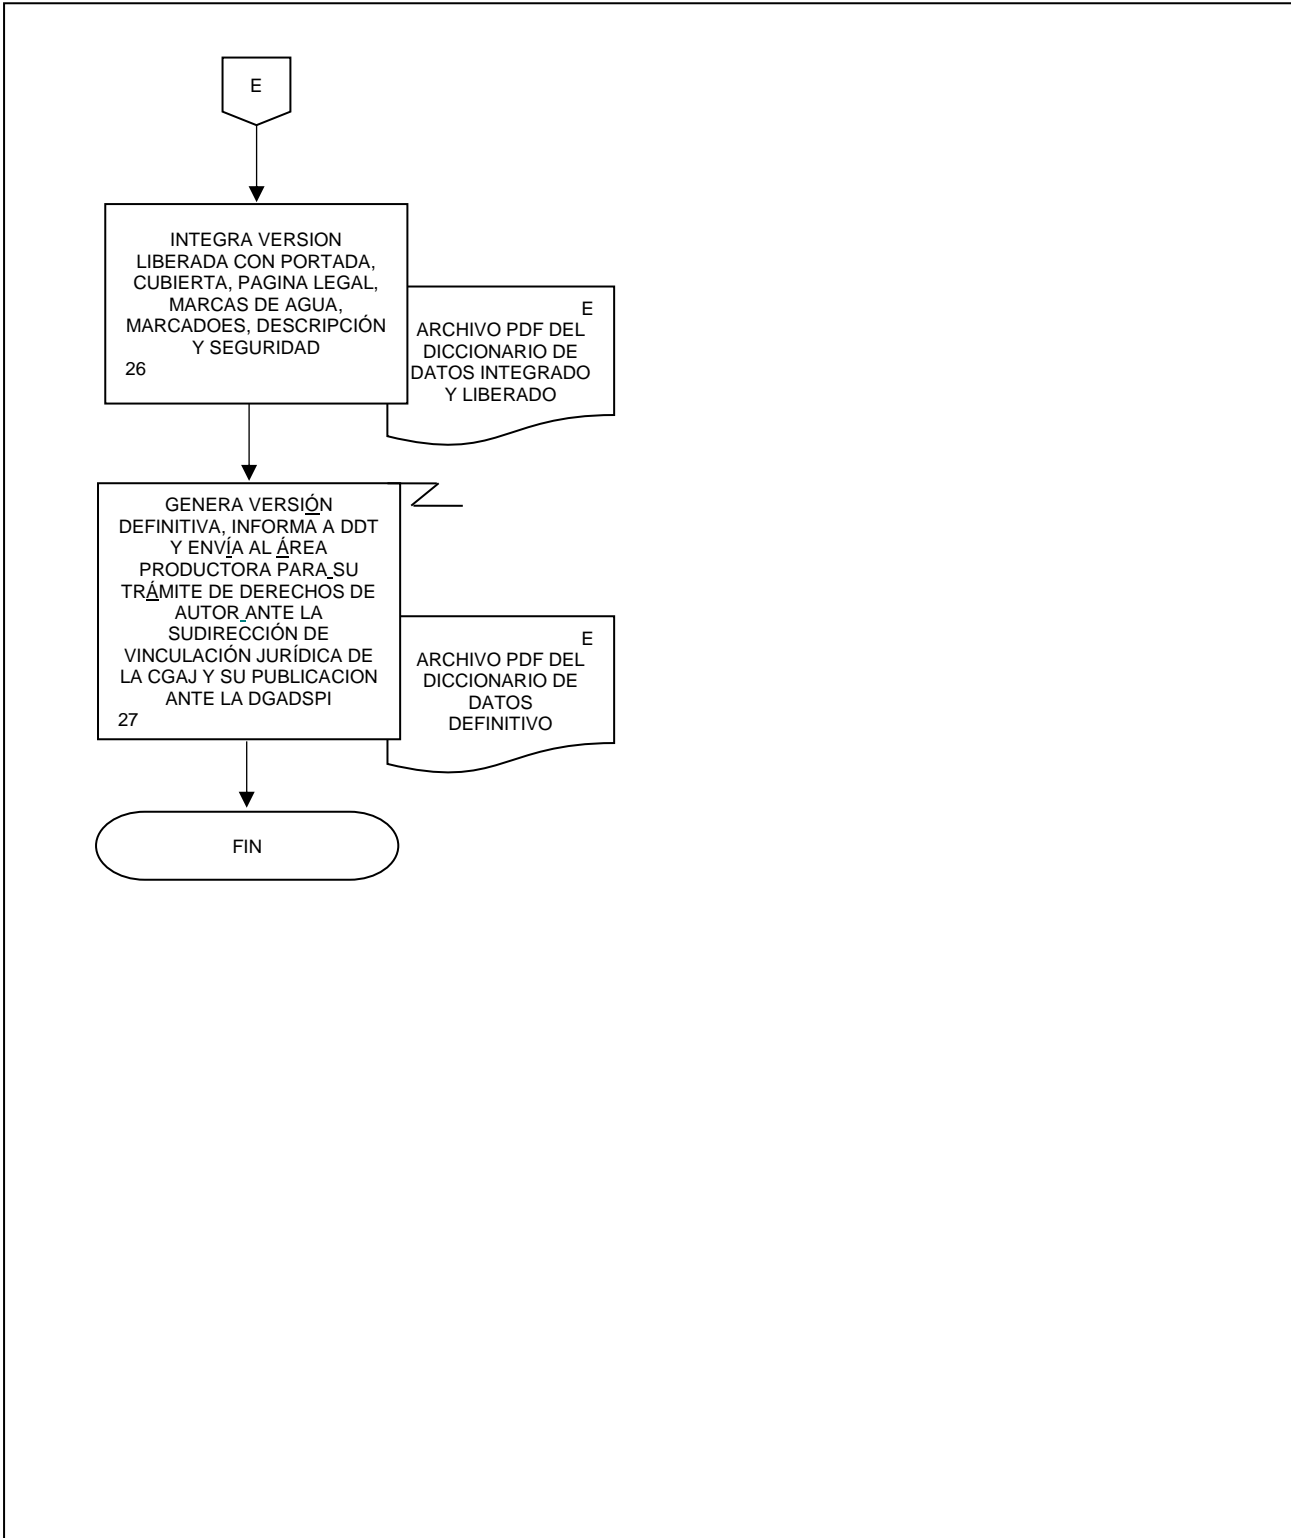 E
INTEGRA VERSION
LIBERADA CON PORTADA,
CUBIERTA, PAGINA LEGAL,
MARCAS DE AGUA,
MARCADOES, DESCRIPCIÓN
Y SEGURIDAD
26
E
ARCHIVO PDF DEL
DICCIONARIO DE
DATOS INTEGRADO
Y LIBERADO
GENERA VERSIÓN
DEFINITIVA, INFORMA A DDT
Y ENVÍA AL ÁREA
PRODUCTORA PARA SU
TRÁMITE DE DERECHOS DE
AUTOR ANTE LA
SUDIRECCIÓN DE
VINCULACIÓN JURÍDICA DE
LA CGAJ Y SU PUBLICACION
ANTE LA DGADSPI
27
E
ARCHIVO PDF DEL
DICCIONARIO DE
DATOS
DEFINITIVO
FIN